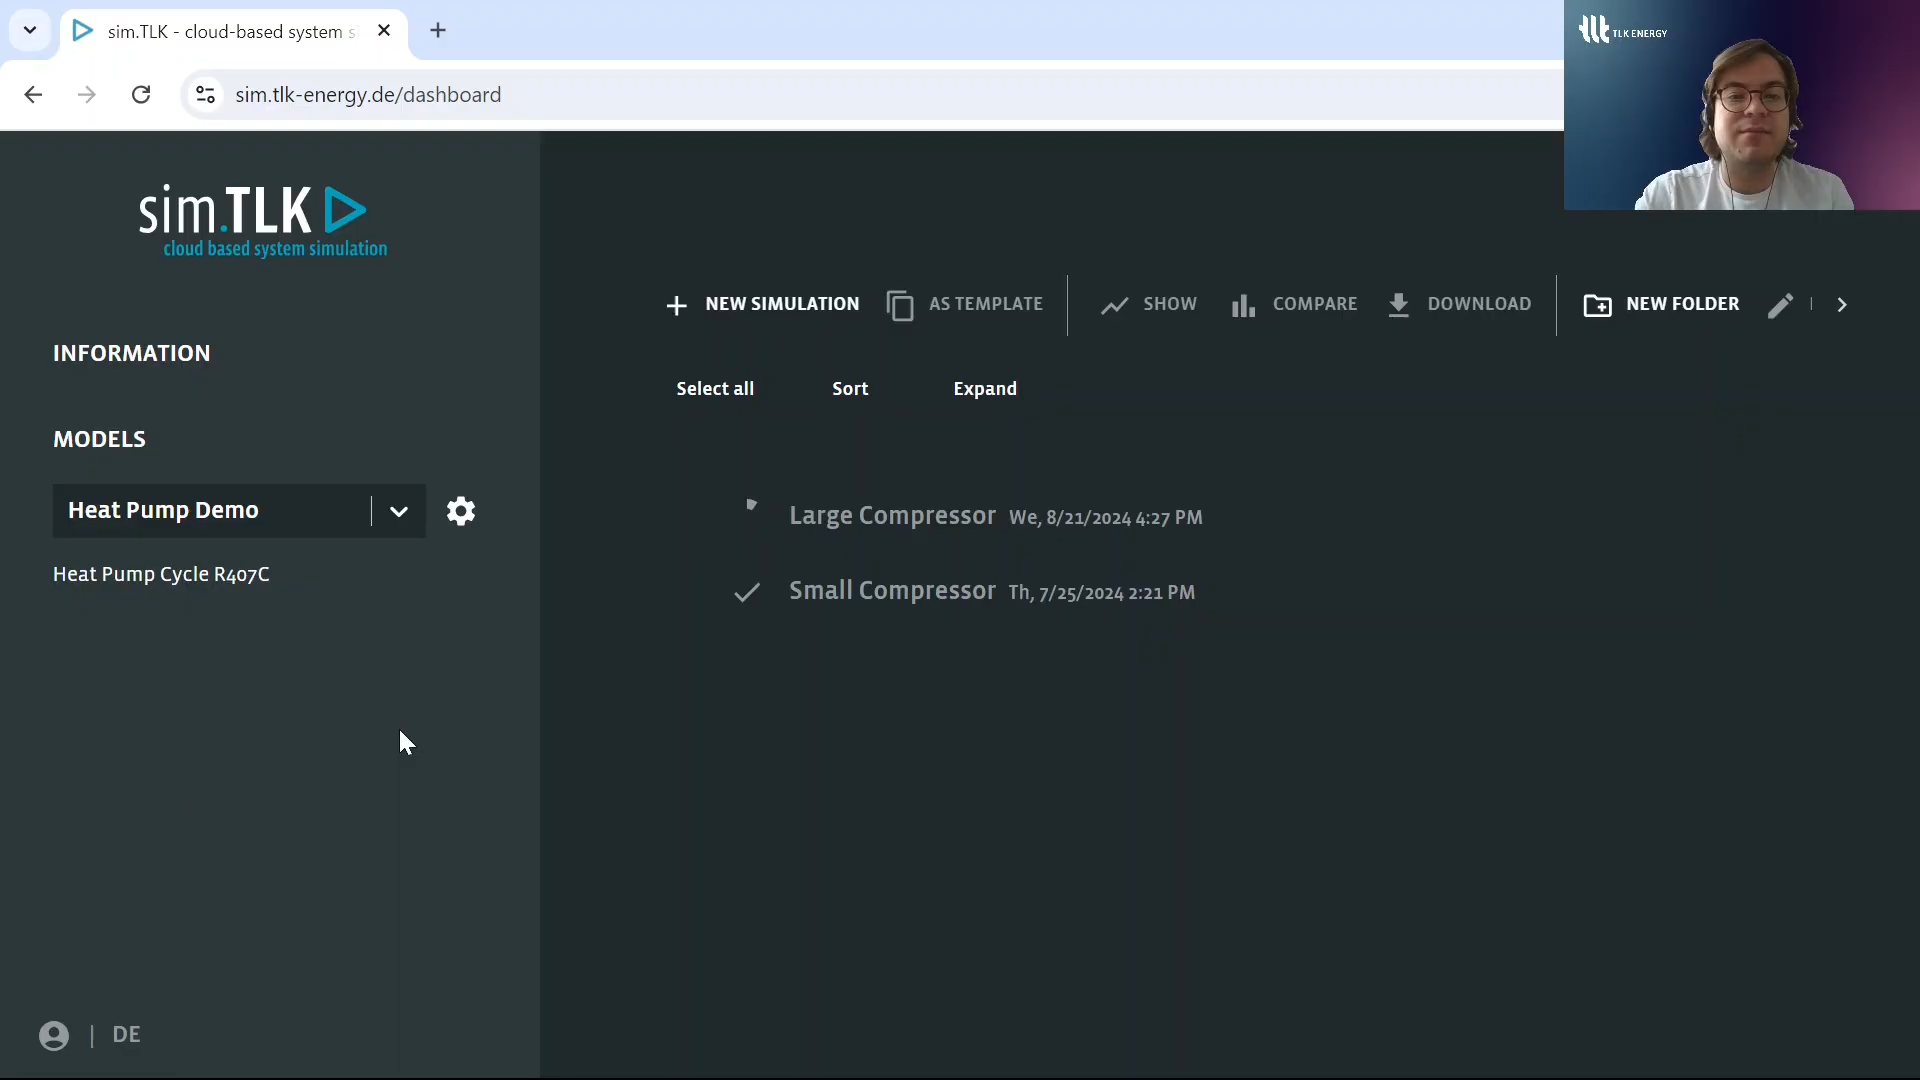 sim.TLK - cloud-based system s
sim.tlk-energy.de/dashboard
TLK ENERGY
sim.TLK
cloud based system simulation
NEW SIMULATION
AS TEMPLATE
SHOW
COMPARE
DOWNLOAD
NEW FOLDER
Select all
Sort
Expand
INFORMATION
MODELS
Heat Pump Demo
Heat Pump Cycle R407C
Large Compressor We, 8/21/2024 4:27 PM
Small Compressor Th, 7/25/2024 2:21 PM
| DE